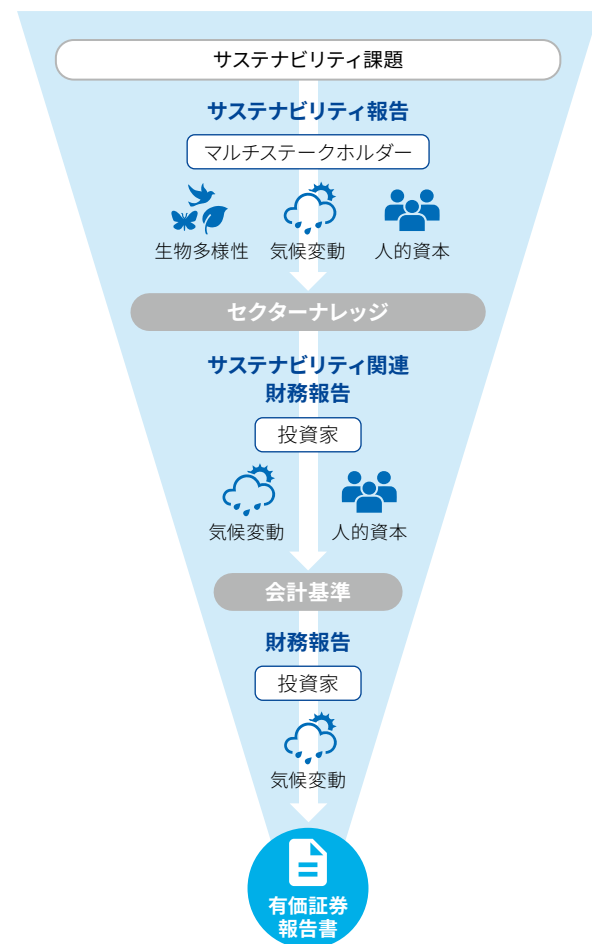 サステナビリティ課題
サステナビリティ報告
マルチステークホルダー
生物多様性 気候変動 人的資本
セクターナレッジ
サステナビリティ関連
財務報告
投資家
気候変動 人的資本
会計基準
財務報告
投資家
気候変動
有価証券
報告書